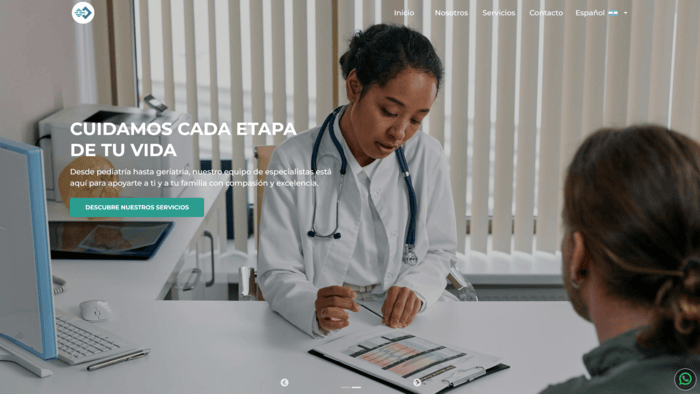 Inicio
Nosotros
Servicios
Contacto
Español
CUIDAMOS CADA ETAPA
DE TU VIDA
Desde pediatría hasta geriatría, nuestro equipo de especialistas está
aquí para apoyarte a ti y a tu familia con compasión y excelencia.
DESCUBRE NUESTROS SERVICIOS